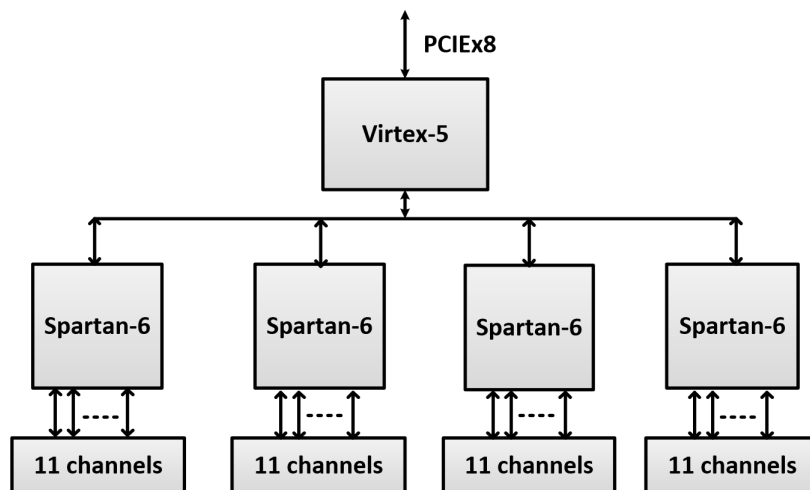 PCIEx8
Virtex-5
Spartan-6
Spartan-6
Spartan-6
Spartan-6
11 channels
11 channels
11 channels
11 channels